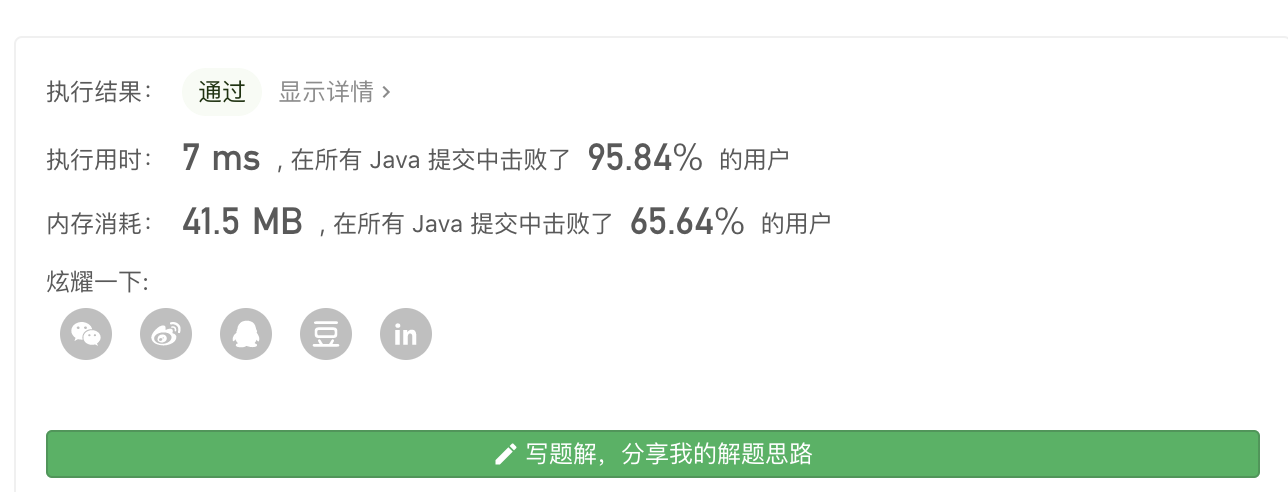 执行结果： 通过 显示详情 ›
执行用时： 7 ms , 在所有 Java 提交中击败了 95.84% 的用户
内存消耗： 41.5 MB , 在所有 Java 提交中击败了 65.64% 的用户
炫耀一下:
豆 in
写题解，分享我的解题思路